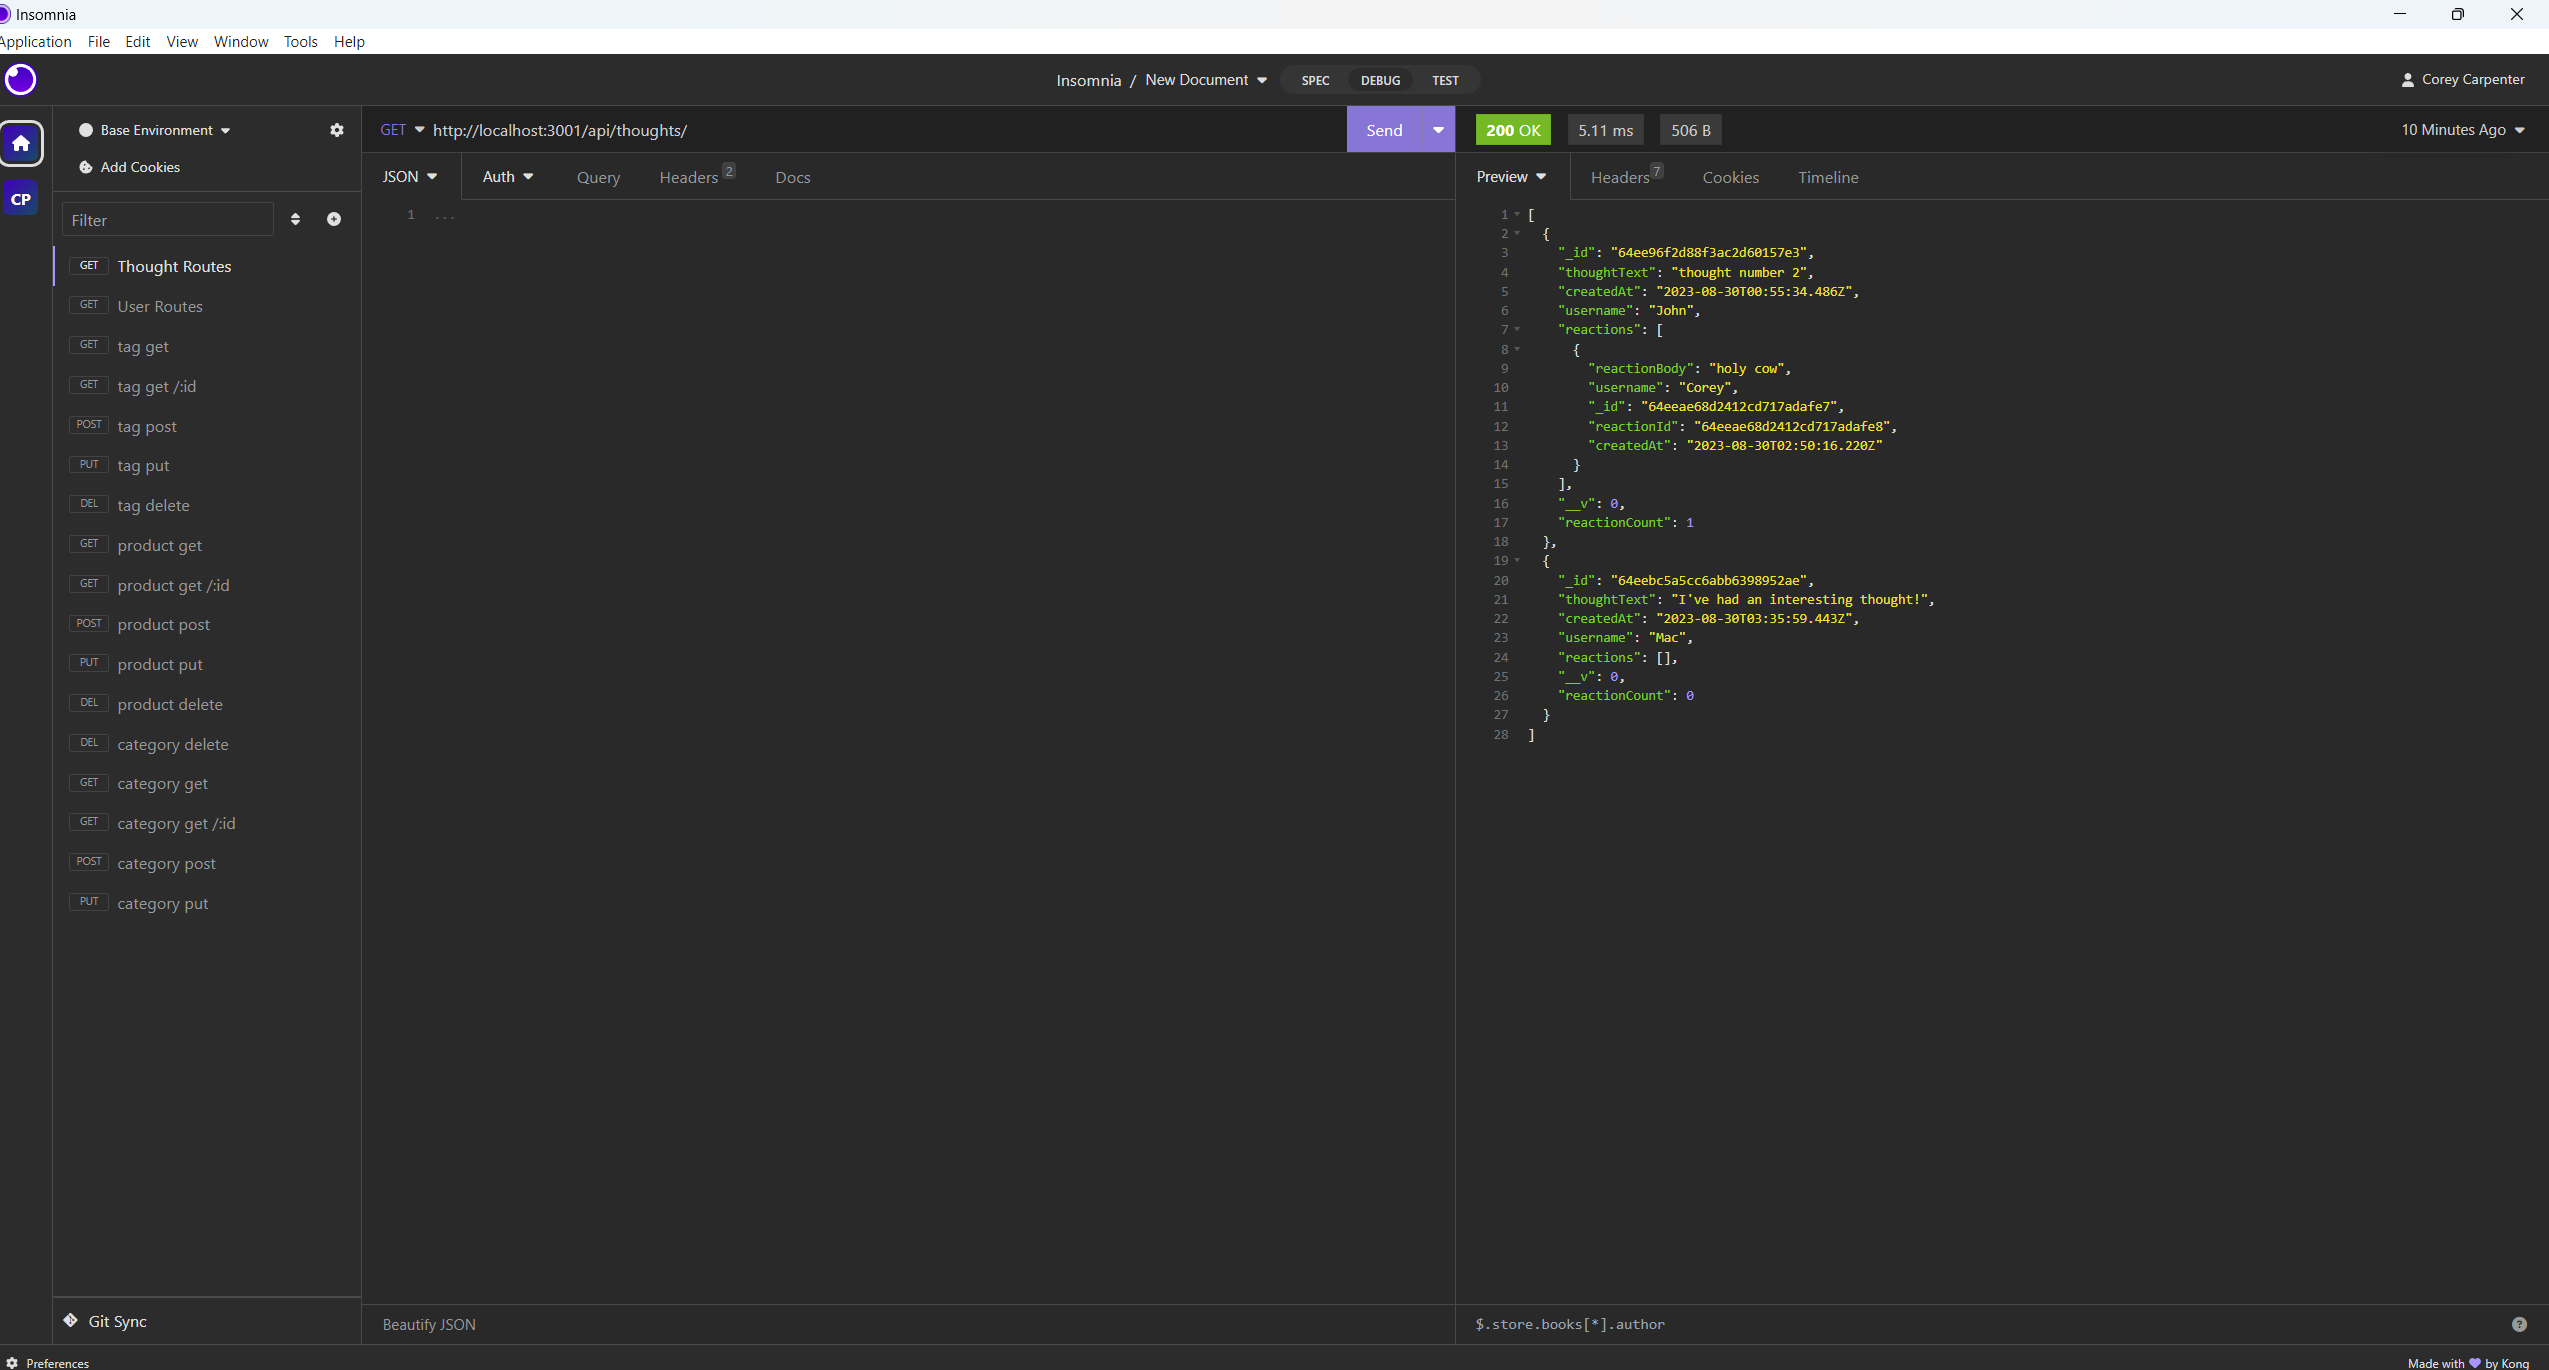 Insomnia
Application File Edit View Window Tools Help
Insomnia / New Document SPEC DEBUG TEST
Corey Carpenter
CP
Base Environment
Add Cookies
Filter
GET Thought Routes
GET User Routes
GET tag get
GET tag get /:id
POST tag post
PUT tag put
DEL tag delete
GET product get
GET product get /:id
POST product post
PUT product put
DEL product delete
DEL category delete
GET category get
GET category get /:id
POST category post
PUT category put
Git Sync
Preferences
GET http://localhost:3001/api/thoughts/ Send
JSON Auth Query Headers 2 Docs
1 ...
Beautify JSON
200 OK 5.11 ms 506 B 10 Minutes Ago
Preview Headers 7 Cookies Timeline
1 [
2 {
3 "_id": "64ee96f2d88f3ac2d60157e3",
4 "thoughtText": "thought number 2",
5 "createdAt": "2023-08-30T00:55:34.486Z",
6 "username": "John",
7 "reactions": [
8 {
9 "reactionBody": "holy cow",
10 "username": "Corey",
11 "_id": "64eeae68d2412cd717adafe7",
12 "reactionId": "64eeae68d2412cd717adafe8",
13 "createdAt": "2023-08-30T02:50:16.220Z"
14 }
15 ],
16 "__v": 0,
17 "reactionCount": 1
18 },
19 {
20 "_id": "64eebc5a5cc6abb6398952ae",
21 "thoughtText": "I've had an interesting thought!",
22 "createdAt": "2023-08-30T03:35:59.443Z",
23 "username": "Mac",
24 "reactions": [],
25 "__v": 0,
26 "reactionCount": 0
27 }
28 ]
$.store.books[*].author
Made with 💜 by Kong